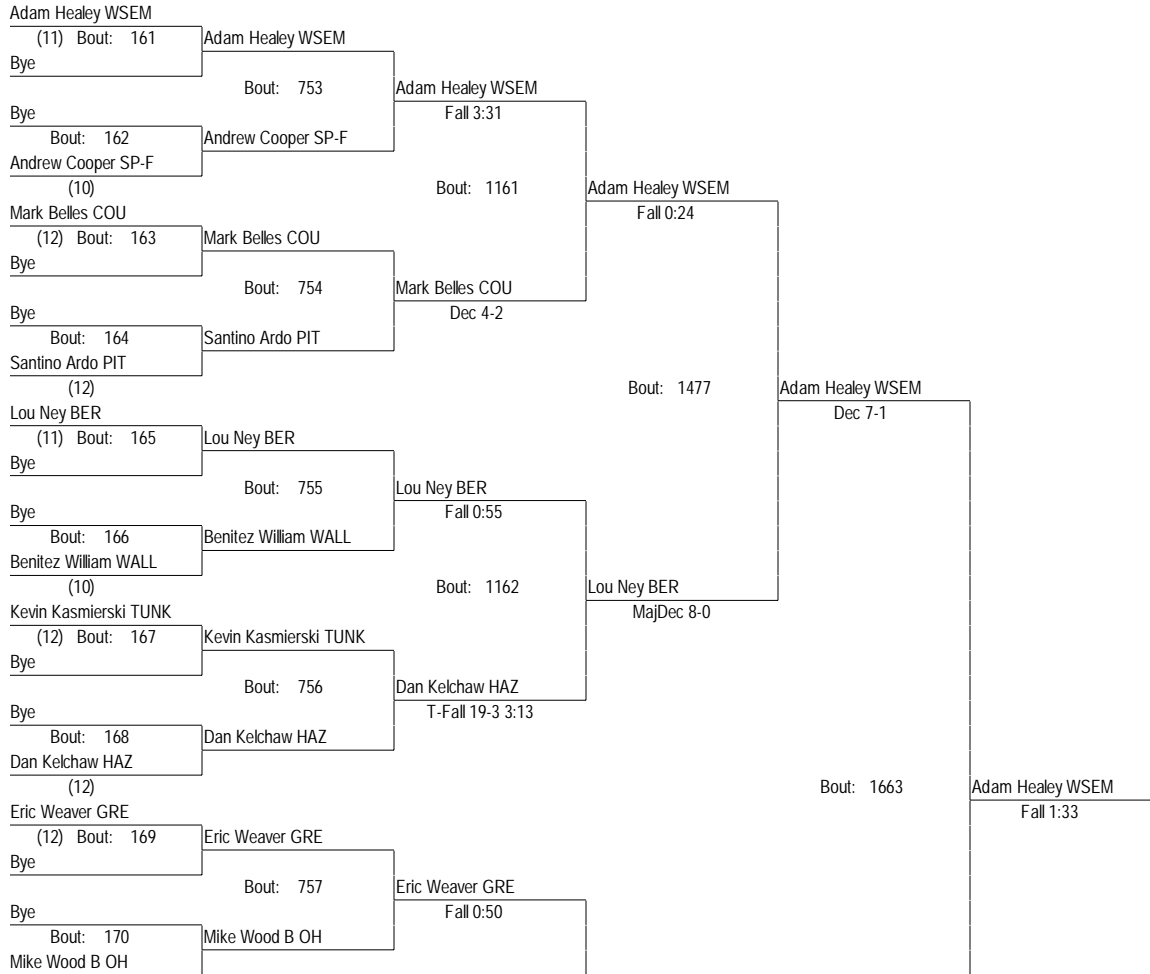 Adam Healey WSEM
(11) Bout: 161 Adam Healey WSEM
Bye
Bout: 753 Adam Healey WSEM
Bye Fall 3:31
Bout: 162 Andrew Cooper SP-F
Andrew Cooper SP-F
(10) Bout: 1161 Adam Healey WSEM
Mark Belles COU Fall 0:24
(12) Bout: 163 Mark Belles COU
Bye
Bout: 754 Mark Belles COU
Bye Dec 4-2
Bout: 164 Santino Ardo PIT
Santino Ardo PIT
(12) Bout: 1477 Adam Healey WSEM
Lou Ney BER Dec 7-1
(11) Bout: 165 Lou Ney BER
Bye
Bout: 755 Lou Ney BER
Bye Fall 0:55
Bout: 166 Benitez William WALL
Benitez William WALL
(10) Bout: 1162 Lou Ney BER
Kevin Kasmierski TUNK MajDec 8-0
(12) Bout: 167 Kevin Kasmierski TUNK
Bye
Bout: 756 Dan Kelchaw HAZ
Bye T-Fall 19-3 3:13
Bout: 168 Dan Kelchaw HAZ
Dan Kelchaw HAZ
(12) Bout: 1663 Adam Healey WSEM
Eric Weaver GRE Fall 1:33
(12) Bout: 169 Eric Weaver GRE
Bye
Bout: 757 Eric Weaver GRE
Bye Fall 0:50
Bout: 170 Mike Wood B OH
Mike Wood B OH